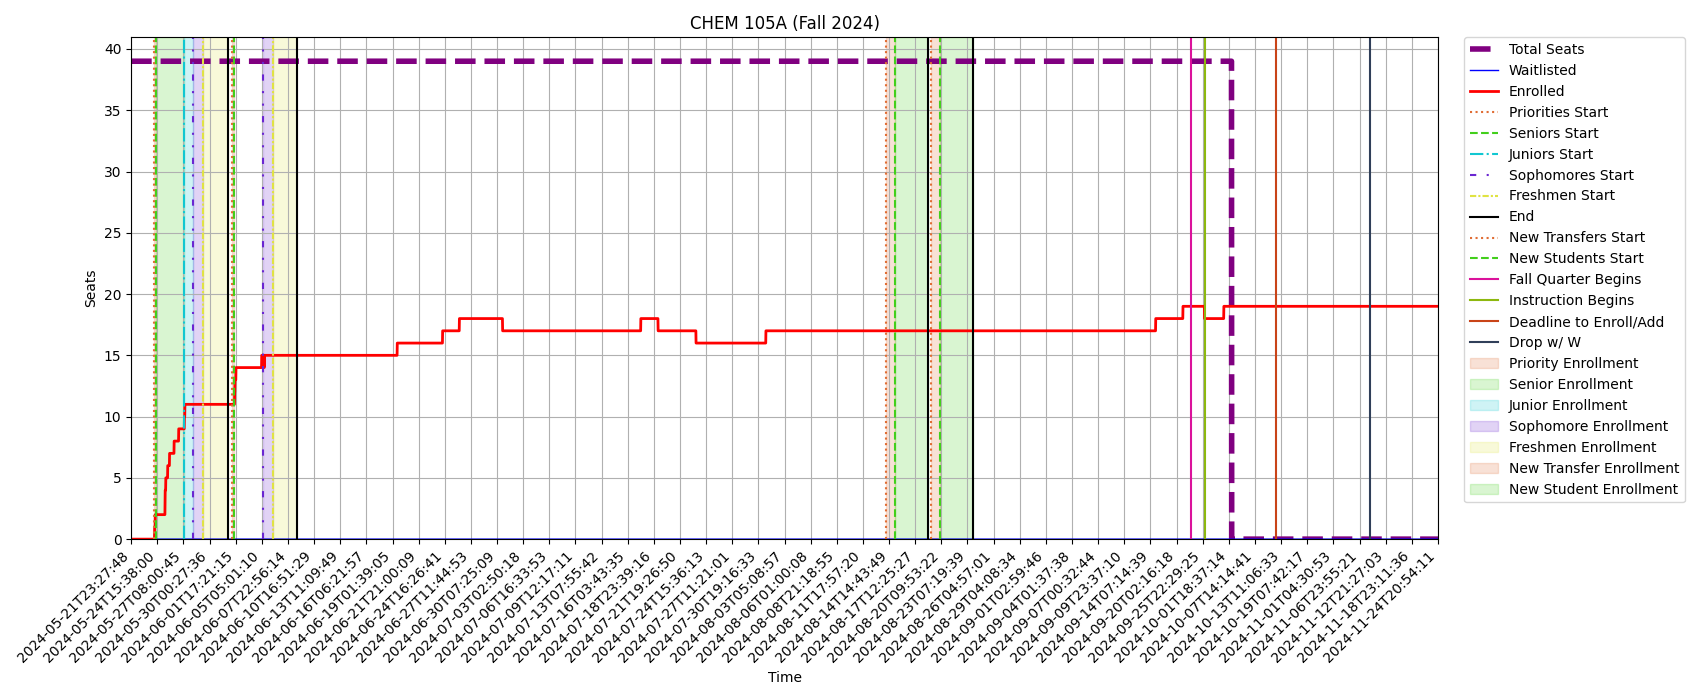 CHEM 105A (Fall 2024)
Seats
40
35
30
25
20
15
10
5
0
2024-05-21T23:27:48
2024-05-24T15:38:00
2024-05-27T08:00:45
2024-05-30T00:27:36
2024-06-01T17:21:15
2024-06-05T05:01:10
2024-06-07T22:56:14
2024-06-10T16:51:29
2024-06-13T11:09:49
2024-06-16T06:21:57
2024-06-19T01:39:05
2024-06-21T21:00:09
2024-06-24T16:26:41
2024-06-27T11:44:53
2024-06-30T07:25:09
2024-07-03T02:50:18
2024-07-06T16:33:53
2024-07-09T12:17:11
2024-07-13T07:55:42
2024-07-16T03:43:35
2024-07-18T23:39:16
2024-07-21T19:26:50
2024-07-24T15:36:13
2024-07-27T11:21:01
2024-07-30T19:16:33
2024-08-03T05:08:57
2024-08-06T01:00:08
2024-08-08T21:18:55
2024-08-11T17:57:20
2024-08-14T14:43:49
2024-08-17T12:25:27
2024-08-20T09:53:22
2024-08-23T07:19:39
2024-08-26T04:57:01
2024-08-29T04:08:34
2024-09-01T02:59:46
2024-09-04T01:37:38
2024-09-07T00:32:44
2024-09-09T23:37:10
2024-09-14T07:14:39
2024-09-20T02:16:18
2024-09-25T22:29:25
2024-10-01T18:37:14
2024-10-07T14:14:41
2024-10-13T11:06:33
2024-10-19T07:42:17
2024-11-01T04:30:53
2024-11-06T23:55:21
2024-11-12T21:27:03
2024-11-18T23:11:36
2024-11-24T20:54:11
Time
Total Seats
Waitlisted
Enrolled
Priorities Start
Seniors Start
Juniors Start
Sophomores Start
Freshmen Start
End
New Transfers Start
New Students Start
Fall Quarter Begins
Instruction Begins
Deadline to Enroll/Add
Drop w/ W
Priority Enrollment
Senior Enrollment
Junior Enrollment
Sophomore Enrollment
Freshmen Enrollment
New Transfer Enrollment
New Student Enrollment